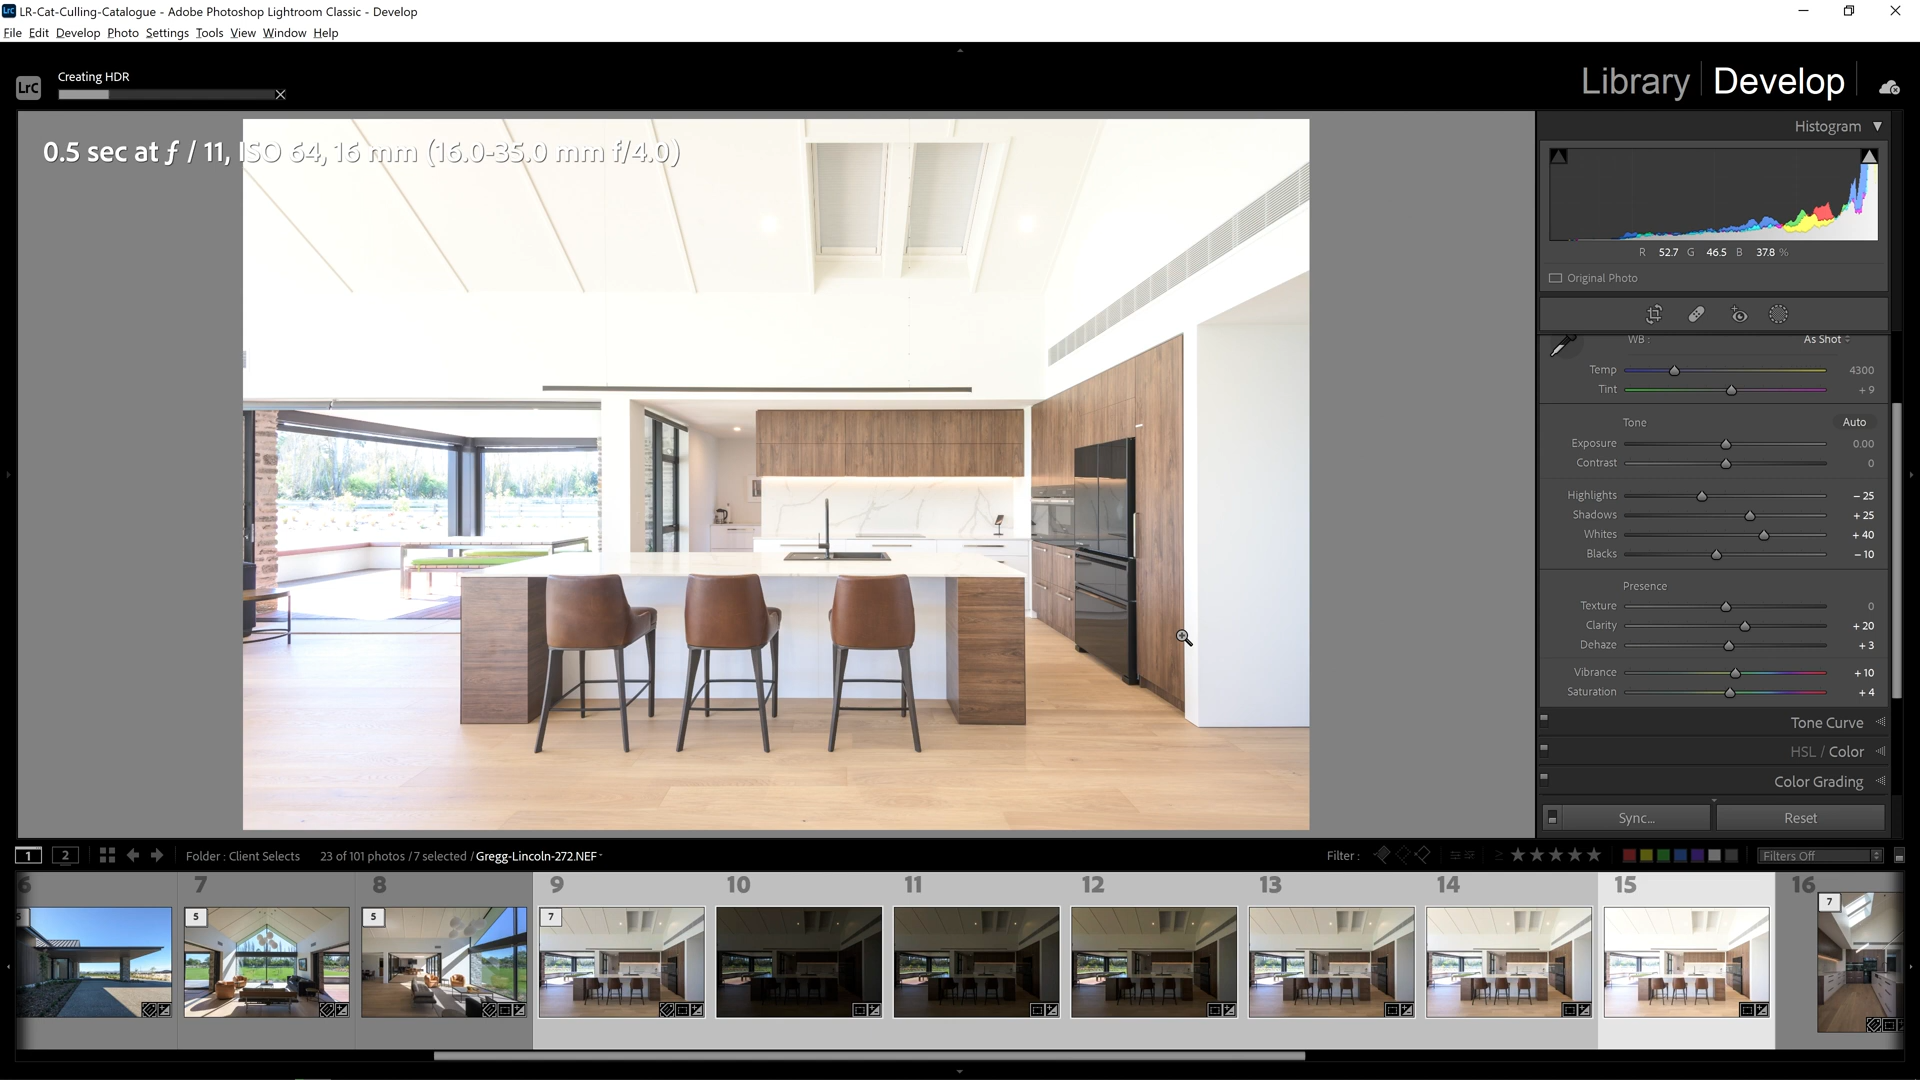 LR-Cat-Culling-Catalogue - Adobe Photoshop Lightroom Classic - Develop
File Edit Develop Photo Settings Tools View Window Help
LrC
Creating HDR
Library Develop
0.5 sec at ƒ / 11, ISO 64, 16 mm (16.0-35.0 mm f/4.0)
Histogram
R 52.7 G 46.5 B 37.8 %
Original Photo
WB : As Shot
Temp 4300
Tint + 9
Tone Auto
Exposure 0.00
Contrast 0
Highlights – 25
Shadows + 25
Whites + 40
Blacks – 10
Presence
Texture 0
Clarity + 20
Dehaze + 3
Vibrance + 10
Saturation + 4
Tone Curve
HSL / Color
Color Grading
Sync... Reset
1 2 Folder : Client Selects 23 of 101 photos / 7 selected / Gregg-Lincoln-272.NEF
Filter : Filters Off
6 7 8 9 10 11 12 13 14 15 16
5 5 5 7 7